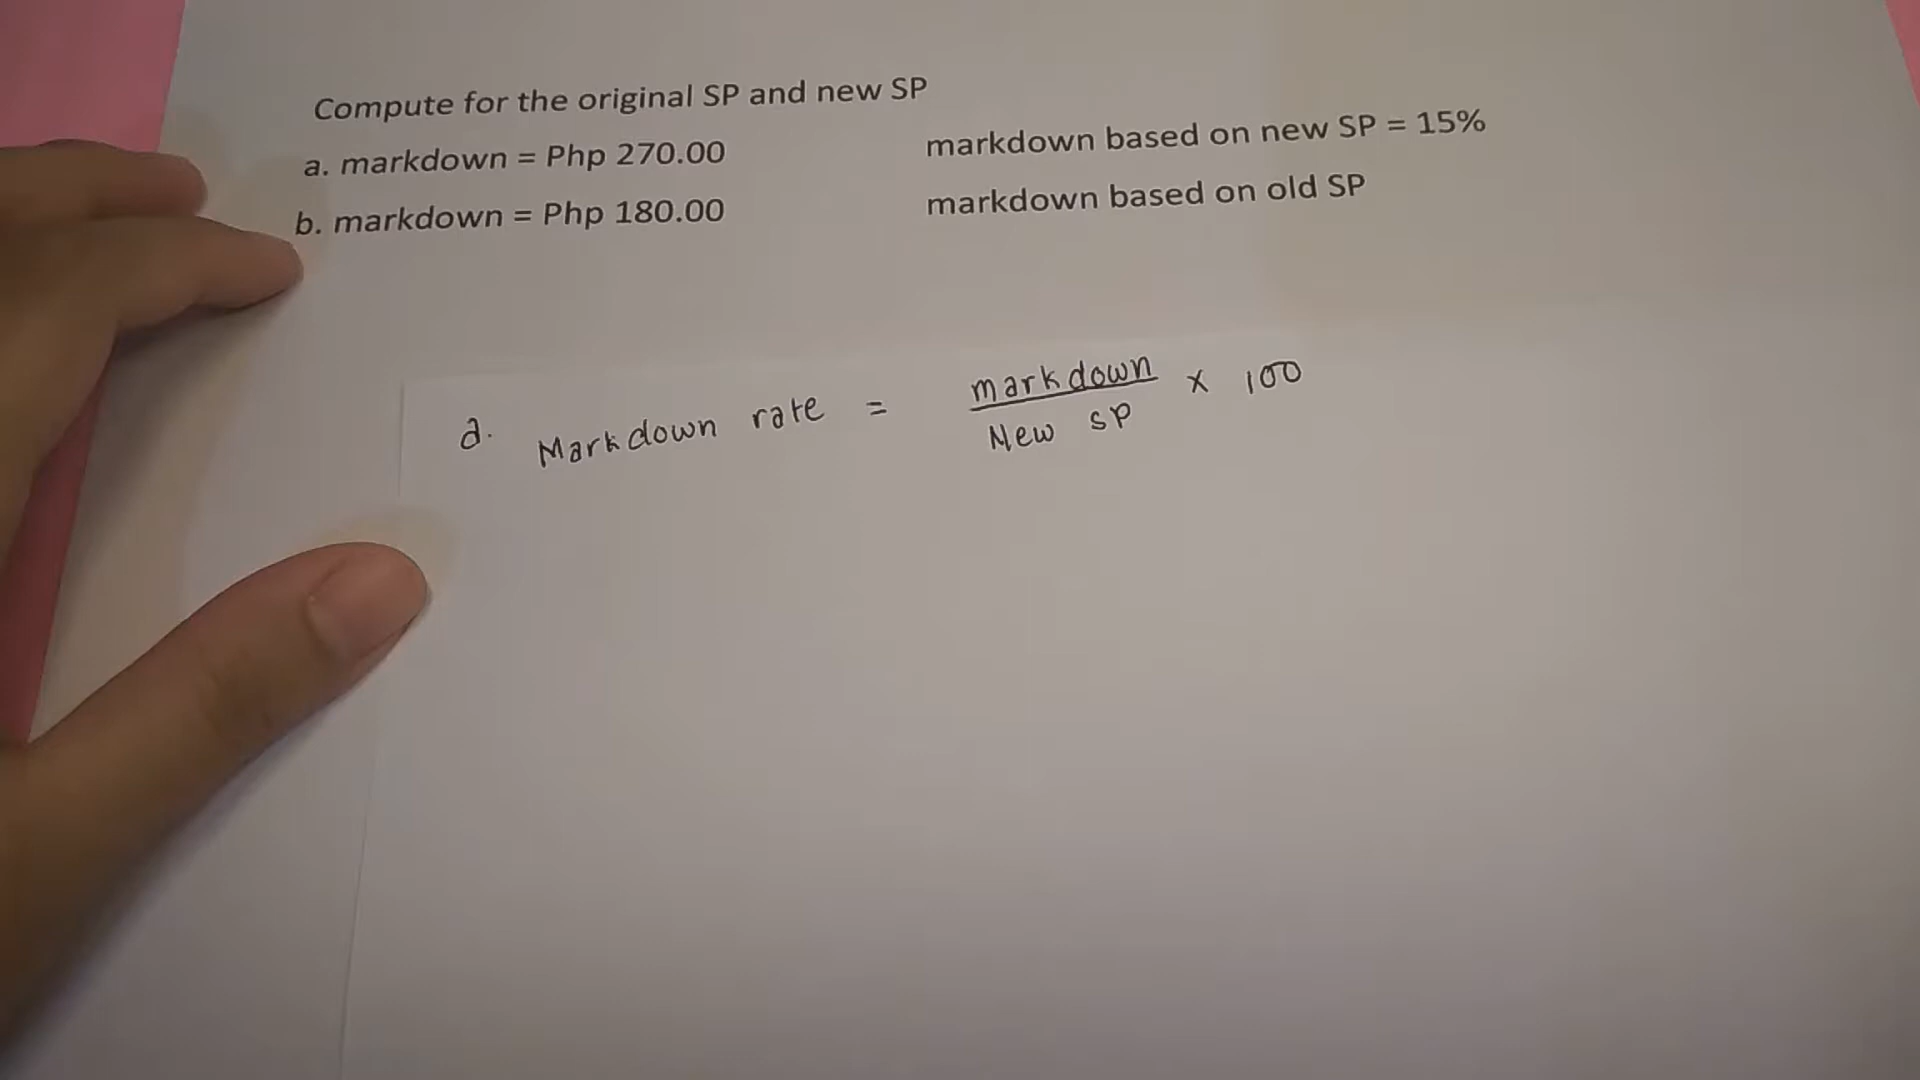 Compute for the original SP and new SP
a. markdown = Php 270.00 markdown based on new SP = 15%
b. markdown = Php 180.00 markdown based on old SP
a. Markdown rate = markdown / New SP x 100